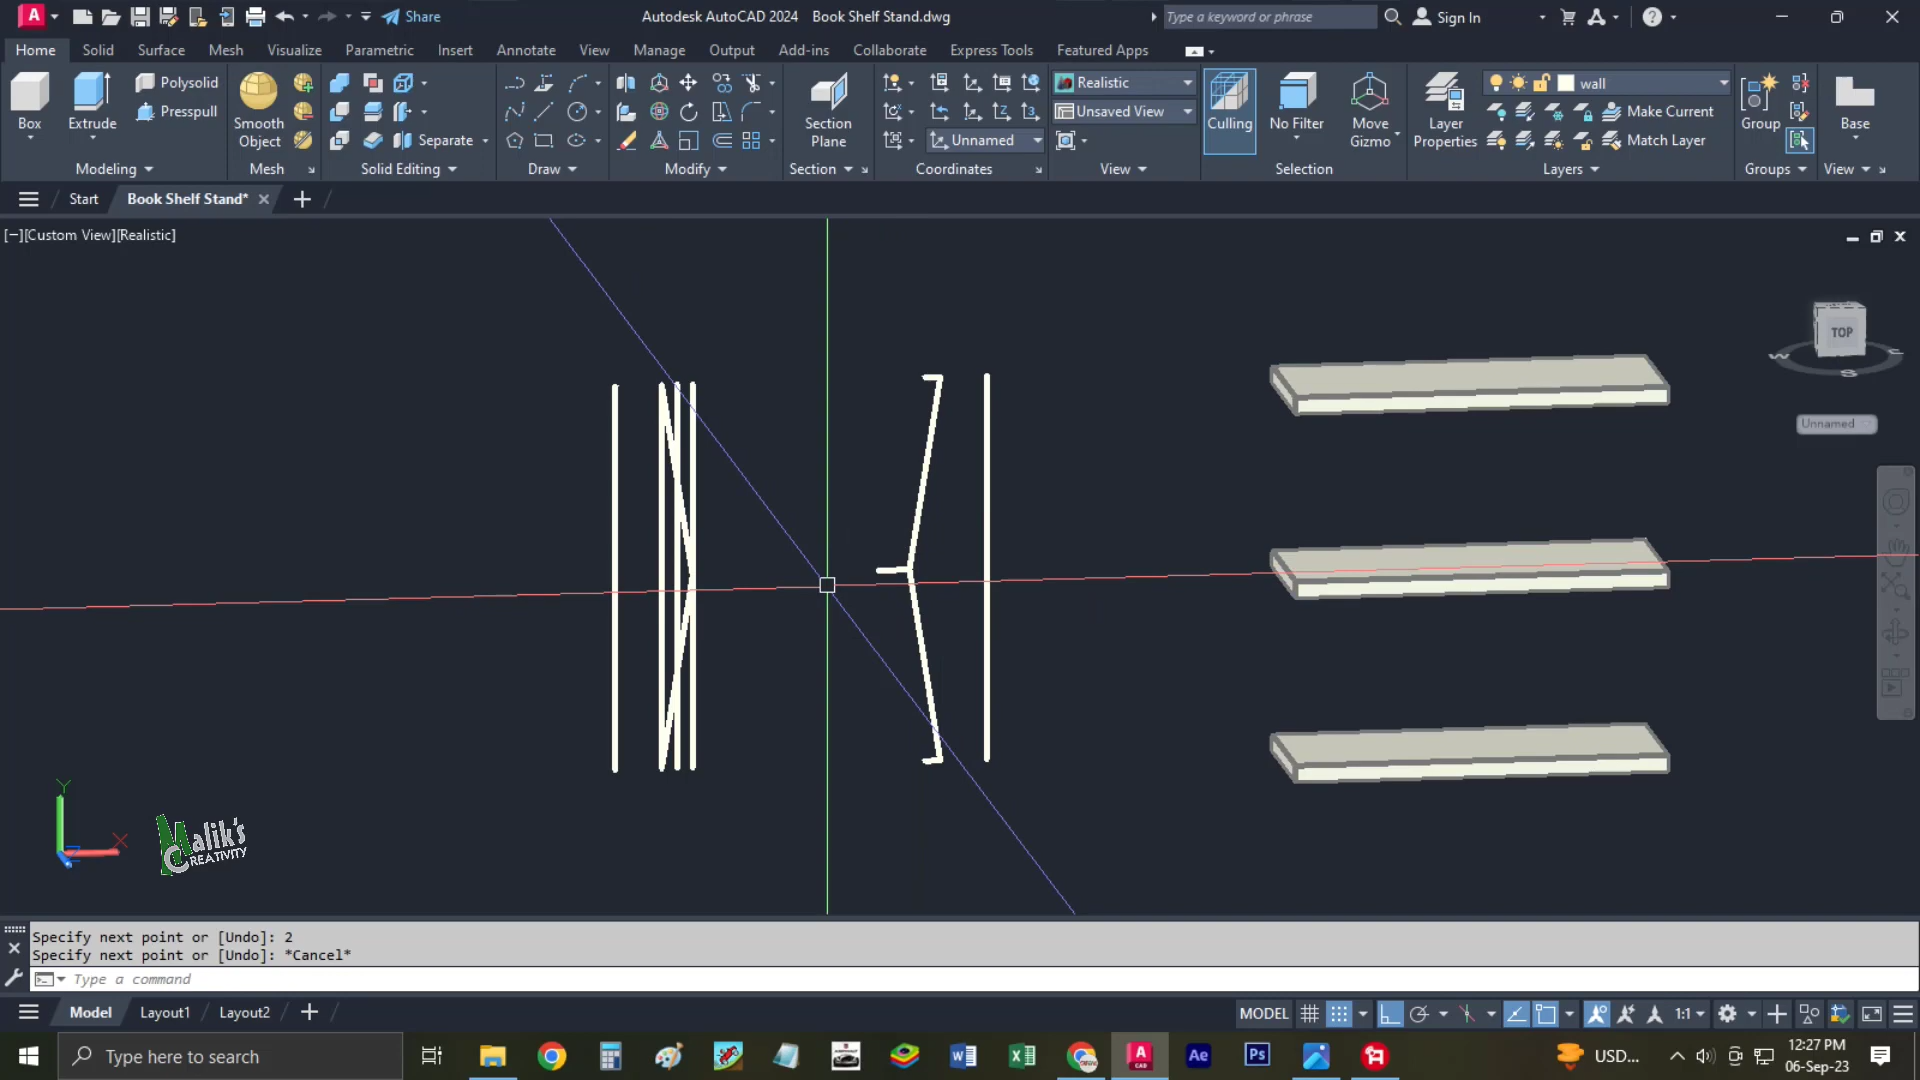 Share
Autodesk AutoCAD 2024 Book Shelf Stand.dwg
Type a keyword or phrase
Sign In
Home Solid Surface Mesh Visualize Parametric Insert Annotate View Manage Output Add-ins Collaborate Express Tools Featured Apps
Box
Extrude
Polysolid
Presspull
Modeling
Smooth
Object
Mesh
Separate
Solid Editing
Draw
Modify
Section
Plane
Section
Unnamed
Coordinates
Realistic
Unsaved View
View
Culling
No Filter
Move
Gizmo
Selection
Layer
Properties
wall
Make Current
Match Layer
Layers
Group
Groups
Base
View
Start
Book Shelf Stand*
[−][Custom View][Realistic]
TOP
W
S
Unnamed
Y
X
Z
Malik's
CREATIVITY
Specify next point or [Undo]: 2
Specify next point or [Undo]: *Cancel*
Type a command
Model Layout1 Layout2
MODEL
1:1
Type here to search
USD...
12:27 PM
06-Sep-23